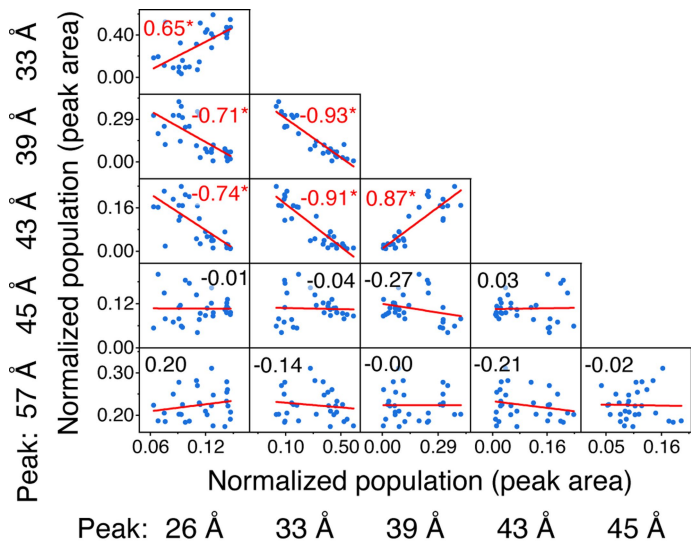 33 Å
39 Å
43 Å
45 Å
Peak: 57 Å
Normalized population (peak area)
0.40
0.00
0.65*
0.29
0.00
-0.71*
-0.93*
0.16
0.00
-0.74*
-0.91*
0.87*
0.12
0.00
-0.01
-0.04
-0.27
0.03
0.30
0.20
0.20
-0.14
-0.00
-0.21
-0.02
0.06 0.12 0.10 0.50 0.00 0.29 0.00 0.16 0.05 0.16
Normalized population (peak area)
Peak: 26 Å 33 Å 39 Å 43 Å 45 Å